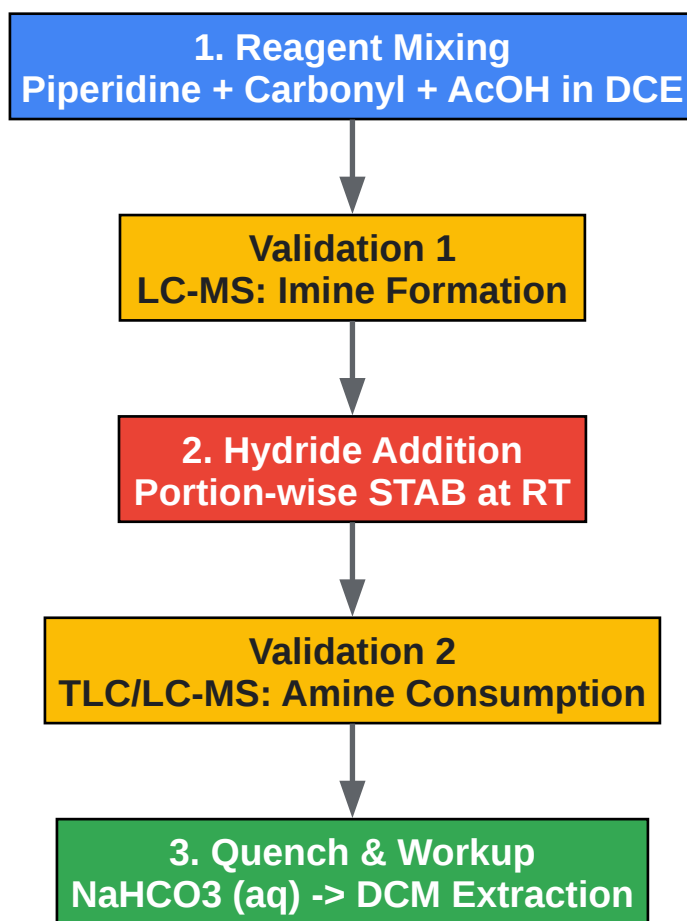 1. Reagent Mixing
Piperidine + Carbonyl + AcOH in DCE
Validation 1
LC-MS: Imine Formation
2. Hydride Addition
Portion-wise STAB at RT
Validation 2
TLC/LC-MS: Amine Consumption
3. Quench & Workup
NaHCO3 (aq) -> DCM Extraction